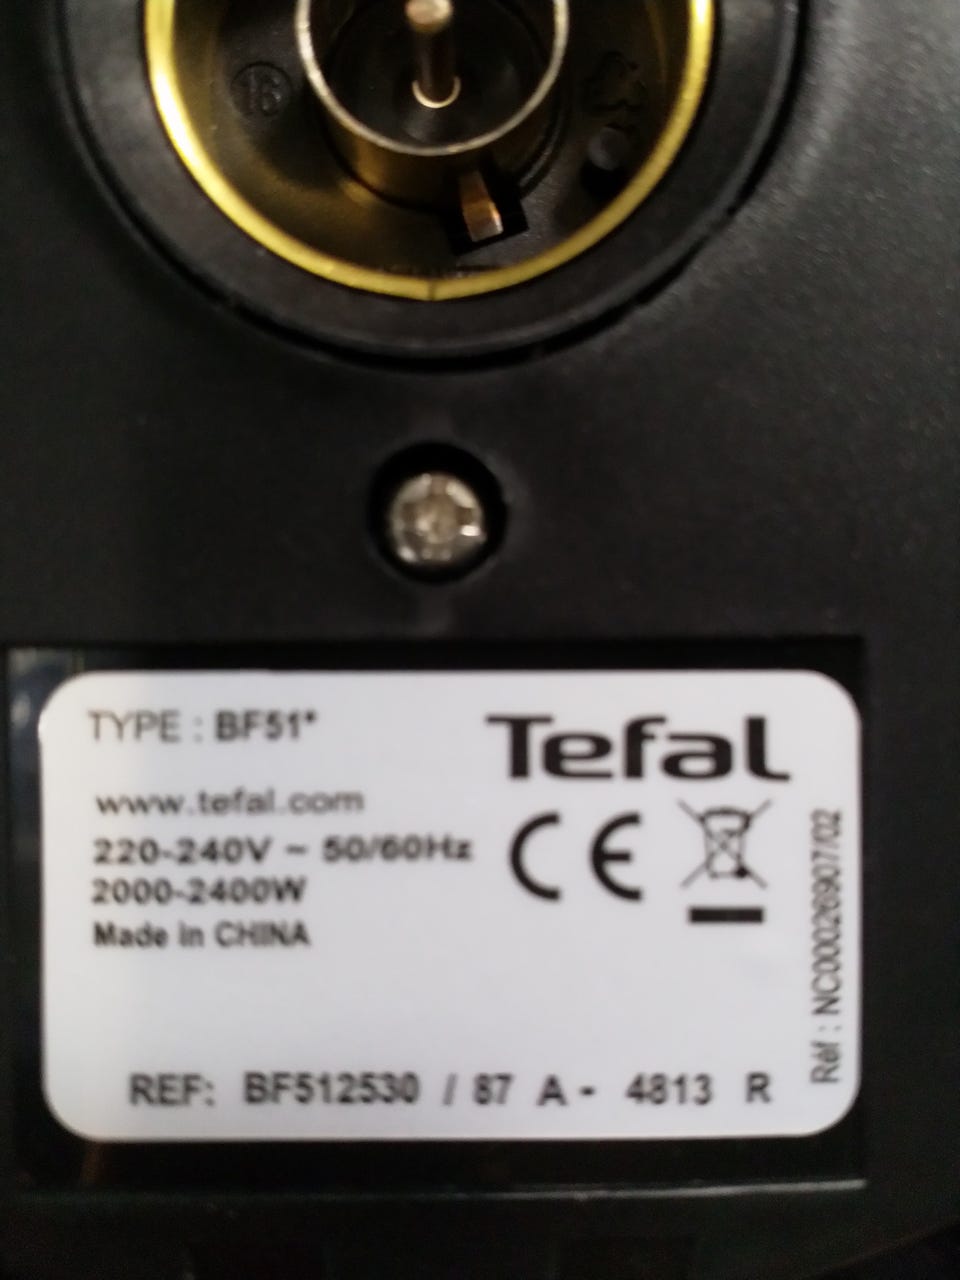 16
TYPE : BF51*
Tefal
www.tefal.com
220-240V ~ 50/60Hz
2000-2400W
Made in CHINA
CE
Réf : NC00026907/02
REF: BF512530 / 87 A - 4813 R